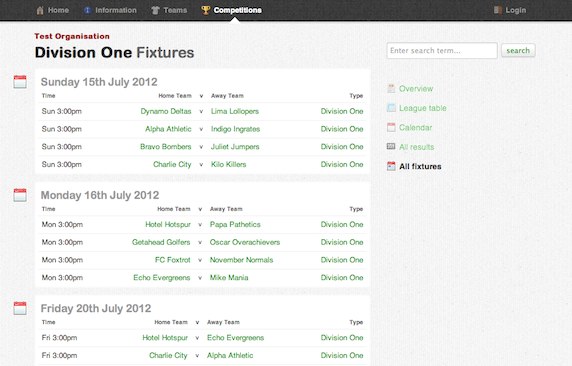 Home Information Teams Competitions Login
Test Organisation
Division One Fixtures
Enter search term... search
Sunday 15th July 2012
Time Home Team v Away Team Type
Sun 3:00pm Dynamo Deltas v Lima Lollopers Division One
Sun 3:00pm Alpha Athletic v Indigo Ingrates Division One
Sun 3:00pm Bravo Bombers v Juliet Jumpers Division One
Sun 3:00pm Charlie City v Kilo Killers Division One
Monday 16th July 2012
Time Home Team v Away Team Type
Mon 3:00pm Hotel Hotspur v Papa Pathetics Division One
Mon 3:00pm Getahead Golfers v Oscar Overachievers Division One
Mon 3:00pm FC Foxtrot v November Normals Division One
Mon 3:00pm Echo Evergreens v Mike Mania Division One
Friday 20th July 2012
Time Home Team v Away Team Type
Fri 3:00pm Hotel Hotspur v Echo Evergreens Division One
Fri 3:00pm Charlie City v Alpha Athletic Division One
Overview
League table
Calendar
All results
All fixtures